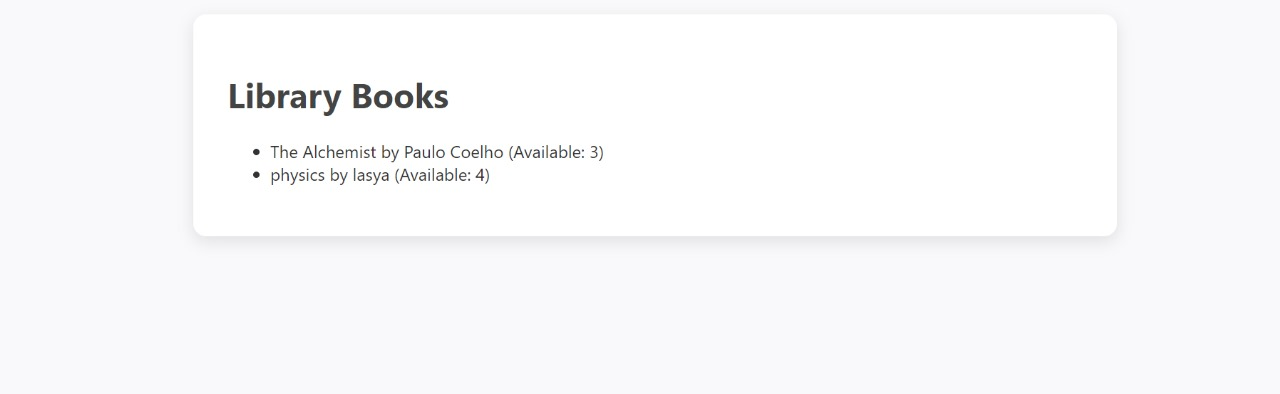 Library Books
The Alchemist by Paulo Coelho (Available: 3)
physics by lasya (Available: 4)